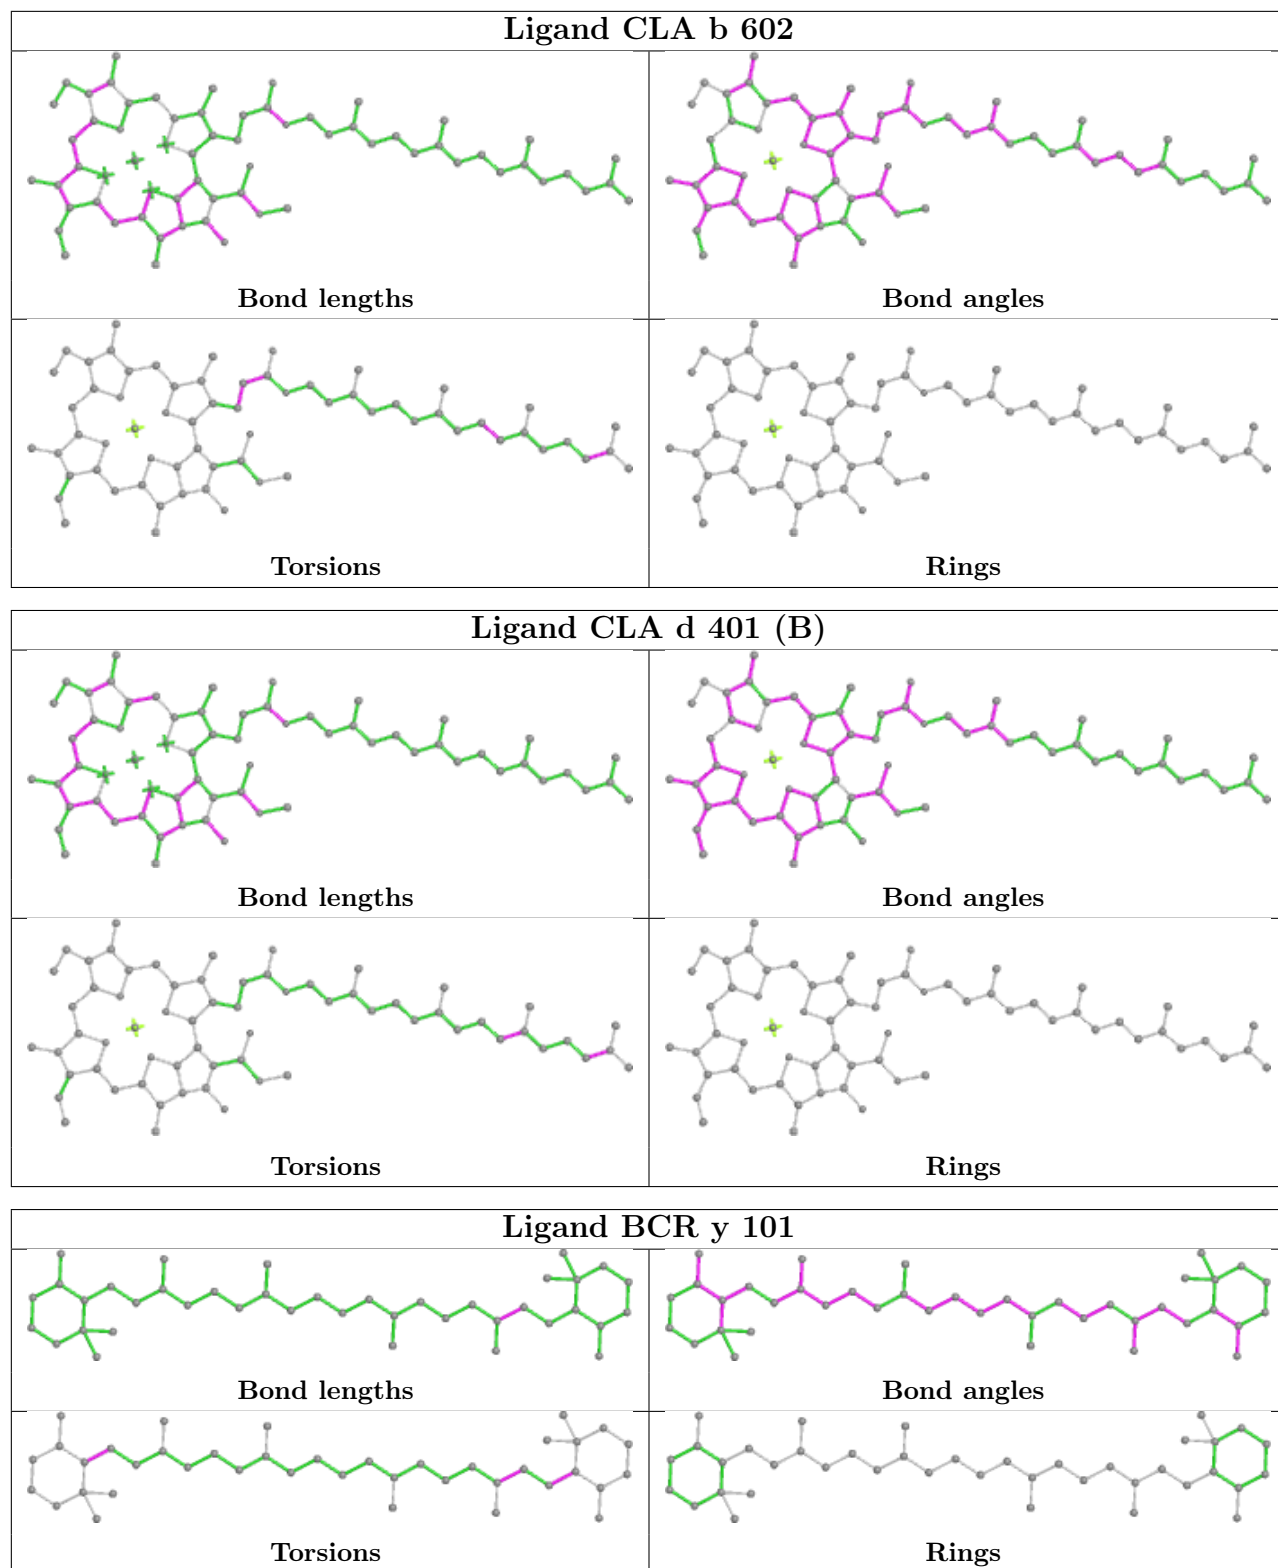 Ligand CLA b 602
Bond lengths
Bond angles
Torsions
Rings
Ligand CLA d 401 (B)
Bond lengths
Bond angles
Torsions
Rings
Ligand BCR y 101
Bond lengths
Bond angles
Torsions
Rings